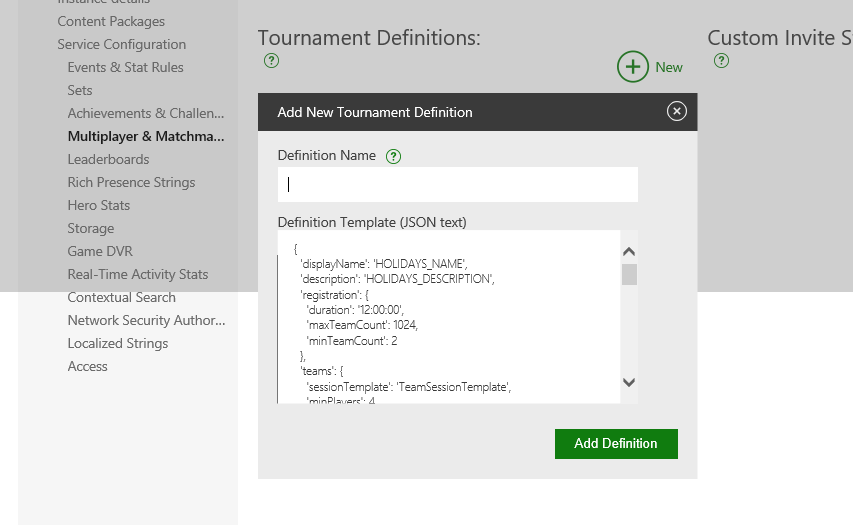 Instance details
Content Packages
Service Configuration
Events & Stat Rules
Sets
Achievements & Challen...
Multiplayer & Matchma...
Leaderboards
Rich Presence Strings
Hero Stats
Storage
Game DVR
Real-Time Activity Stats
Contextual Search
Network Security Author...
Localized Strings
Access
Tournament Definitions:
?
New
Custom Invite S
?
Add New Tournament Definition
Definition Name ?
Definition Template (JSON text)
{
'displayName': 'HOLIDAYS_NAME',
'description': 'HOLIDAYS_DESCRIPTION',
'registration': {
'duration': '12:00:00',
'maxTeamCount': 1024,
'minTeamCount': 2
},
'teams': {
'sessionTemplate': 'TeamSessionTemplate',
'minPlayers': 4
Add Definition